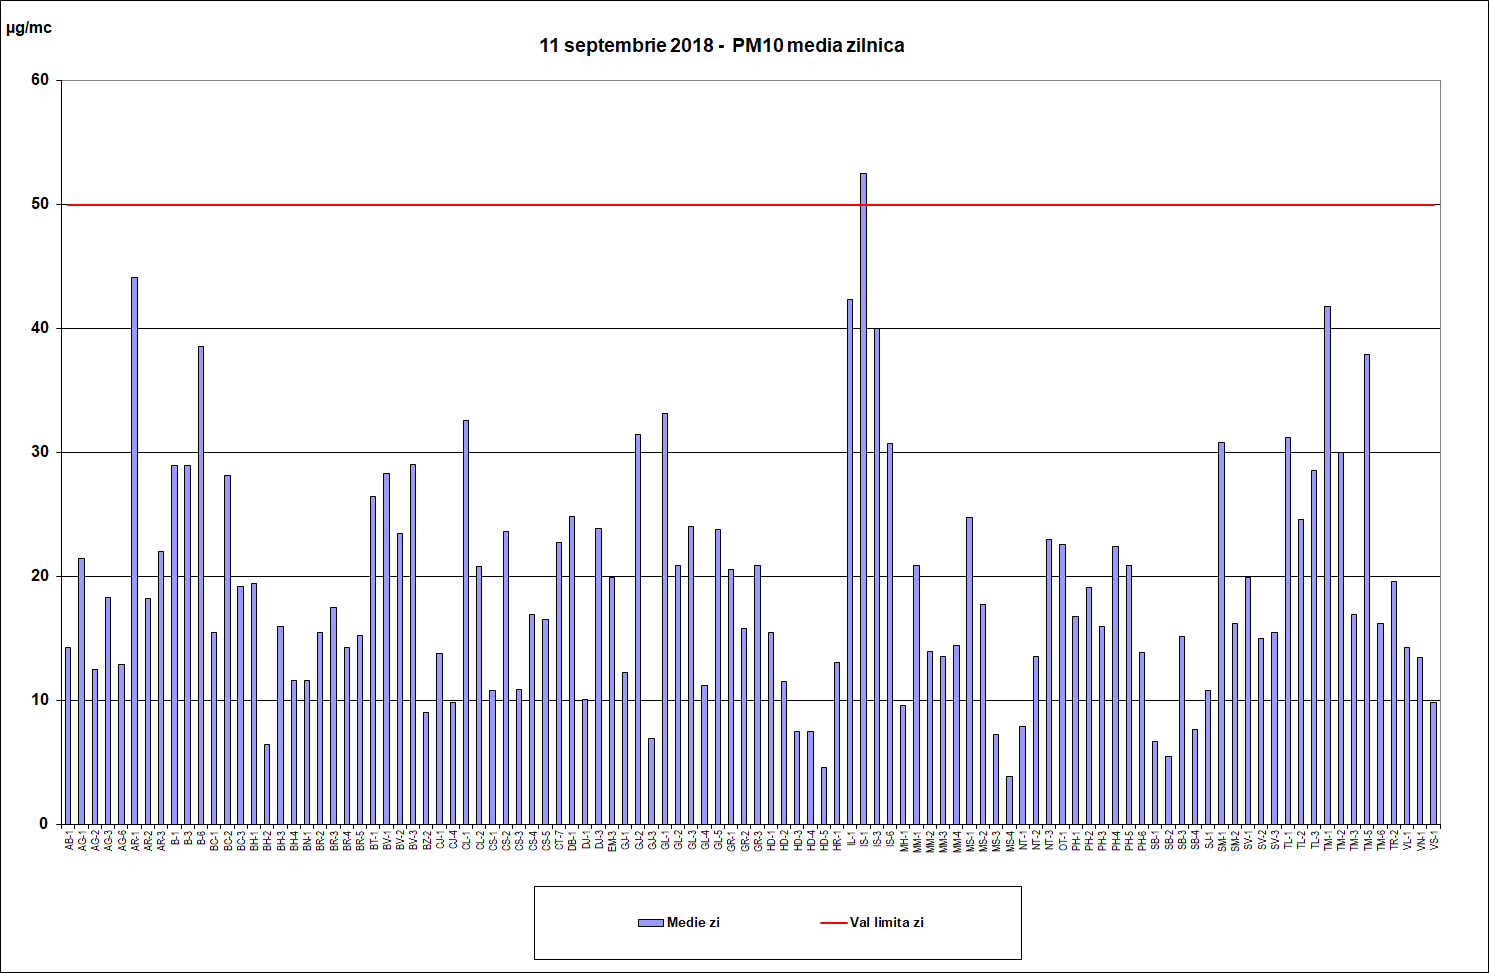 µg/mc
11 septembrie 2018 - PM10 media zilnica
60
50
40
30
20
10
0
AB-1 AG-1 AG-2 AG-3 AG-6 AR-1 AR-2 AR-3 B-1 B-3 B-6 BC-1 BC-2 BC-3 BH-1 BH-2 BH-3 BH-4 BN-1 BR-2 BR-3 BR-4 BR-5 BT-1 BV-1 BV-2 BV-3 BZ-2 CJ-1 CJ-4 CL-1 CL-2 CS-1 CS-2 CS-3 CS-4 CS-5 CT-7 DB-1 DJ-1 DJ-3 EM-3 GJ-1 GJ-2 GJ-3 GL-1 GL-2 GL-3 GL-4 GL-5 GR-1 GR-2 GR-3 HD-1 HD-2 HD-3 HD-4 HD-5 HR-1 IL-1 IS-1 IS-3 IS-6 MH-1 MM-1 MM-2 MM-3 MM-4 MS-1 MS-2 MS-3 MS-4 NT-1 NT-2 NT-3 OT-1 PH-1 PH-2 PH-3 PH-4 PH-5 PH-6 SB-1 SB-2 SB-3 SB-4 SJ-1 SM-1 SM-2 SV-1 SV-2 SV-3 TL-1 TL-2 TL-3 TM-1 TM-2 TM-3 TM-5 TM-6 TR-2 VL-1 VN-1 VS-1
Medie zi
Val limita zi